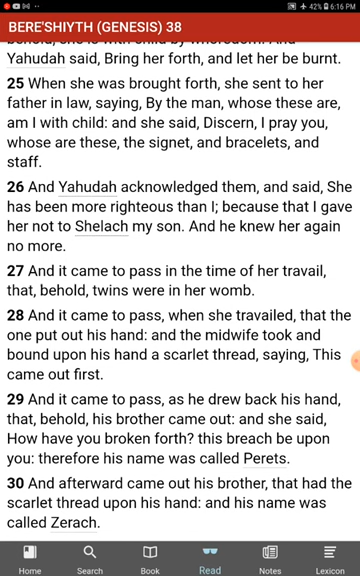 42% 6:16 PM
BERE'SHIYTH (GENESIS) 38
Yahudah said, Bring her forth, and let her be burnt.
25 When she was brought forth, she sent to her
father in law, saying, By the man, whose these are,
am I with child: and she said, Discern, I pray you,
whose are these, the signet, and bracelets, and
staff.
26 And Yahudah acknowledged them, and said, She
has been more righteous than I; because that I gave
her not to Shelach my son. And he knew her again
no more.
27 And it came to pass in the time of her travail,
that, behold, twins were in her womb.
28 And it came to pass, when she travailed, that the
one put out his hand: and the midwife took and
bound upon his hand a scarlet thread, saying, This
came out first.
29 And it came to pass, as he drew back his hand,
that, behold, his brother came out: and she said,
How have you broken forth? this breach be upon
you: therefore his name was called Perets.
30 And afterward came out his brother, that had the
scarlet thread upon his hand: and his name was
called Zerach.
Home Search Book Read Notes Lexicon